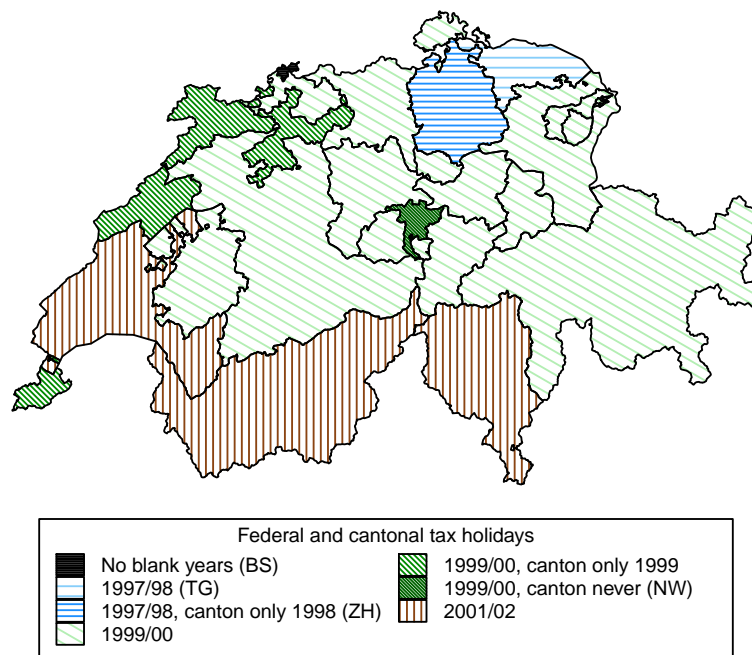 Federal and cantonal tax holidays
No blank years (BS)
1997/98 (TG)
1997/98, canton only 1998 (ZH)
1999/00
1999/00, canton only 1999
1999/00, canton never (NW)
2001/02